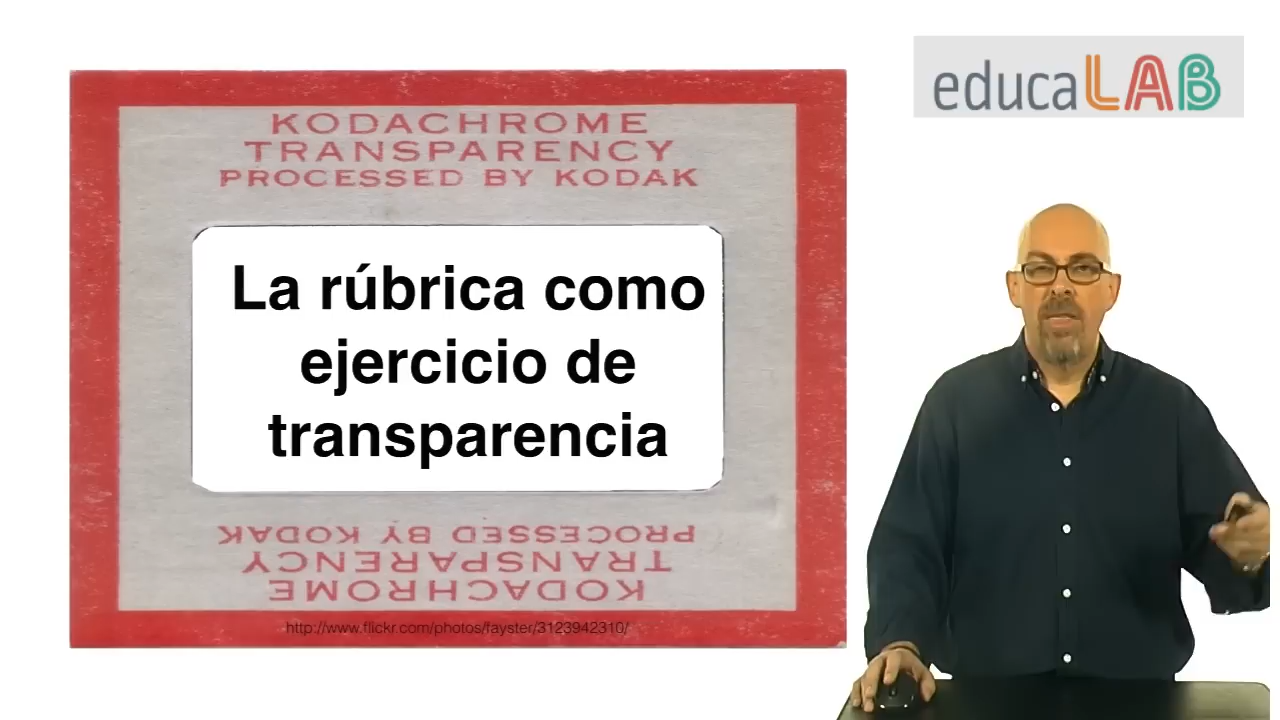 educaLAB
KODACHROME
TRANSPARENCY
PROCESSED BY KODAK
La rúbrica como
ejercicio de
transparencia
PROCESSED BY KODAK
TRANSPARENCY
KODACHROME
http://www.flickr.com/photos/fayster/3123942310/